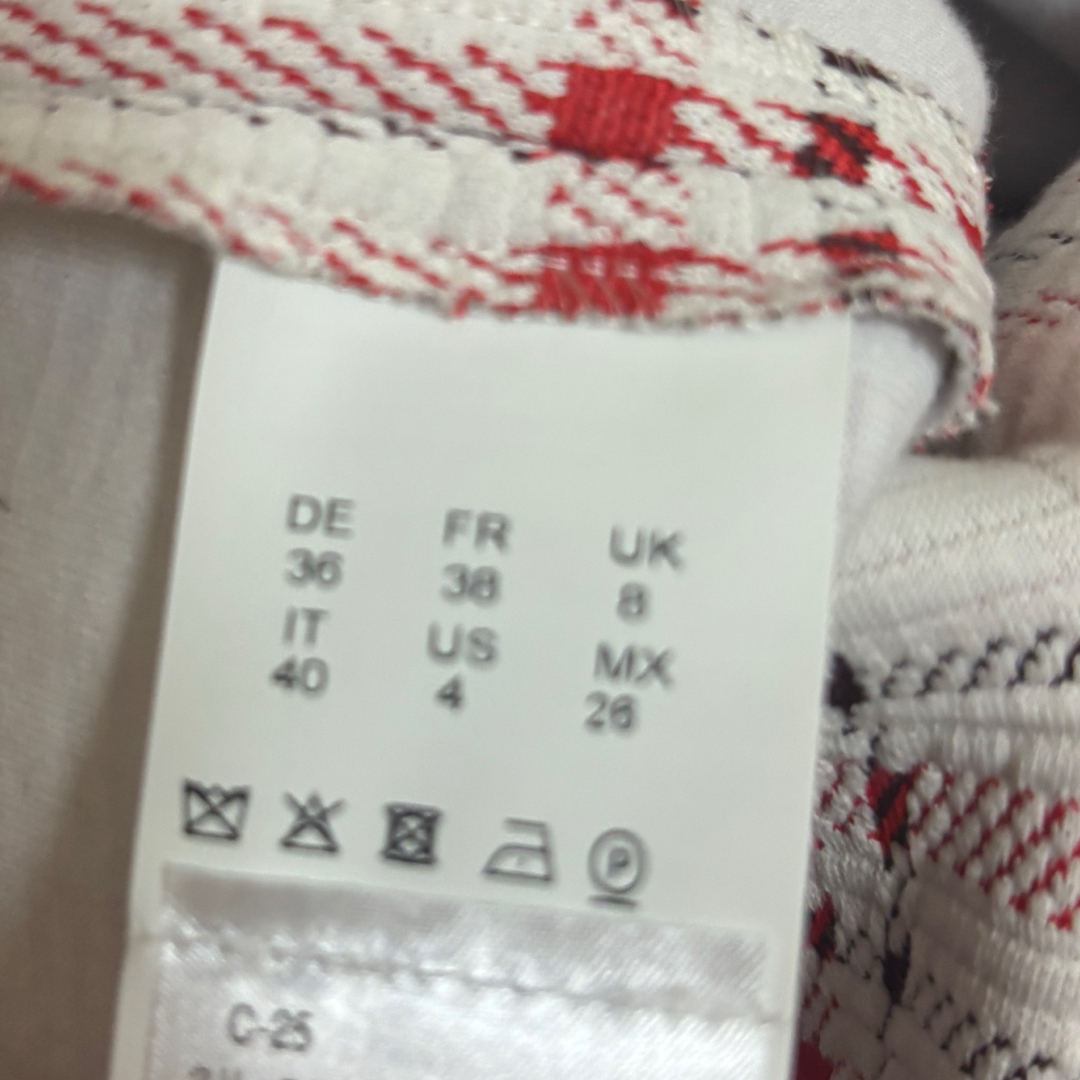 DE FR UK
36 38 8
IT US MX
40 4 26
P
C-25